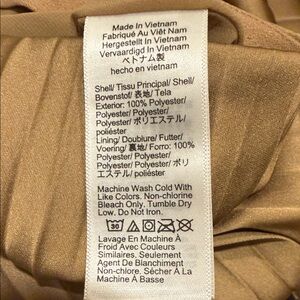 Made In Vietnam
Fabriqué Au Viêt Nam
Hergestellt In Vietnam
Vervaardigd In Vietnam
ベトナム製
hecho en vietnam
Shell/ Tissu Principal/ Shell/
Bovenstof/ 表地/ Tela
Exterior: 100% Polyester/
Polyester/ Polyester/
Polyester/ ポリエステル/
poliéster
Lining/ Doublure/ Futter/
Voering/ 裏地/ Forro: 100%
Polyester/ Polyester/
Polyester/ Polyester/ ポリ
エステル/ poliéster
Machine Wash Cold With
Like Colors. Non-chlorine
Bleach Only. Tumble Dry
Low. Do Not Iron.
30
Lavage En Machine À
Froid Avec Couleurs
Similaires, Seulement
Agent De Blanchiment
Non-chlore. Sécher À La
Machine À Basse